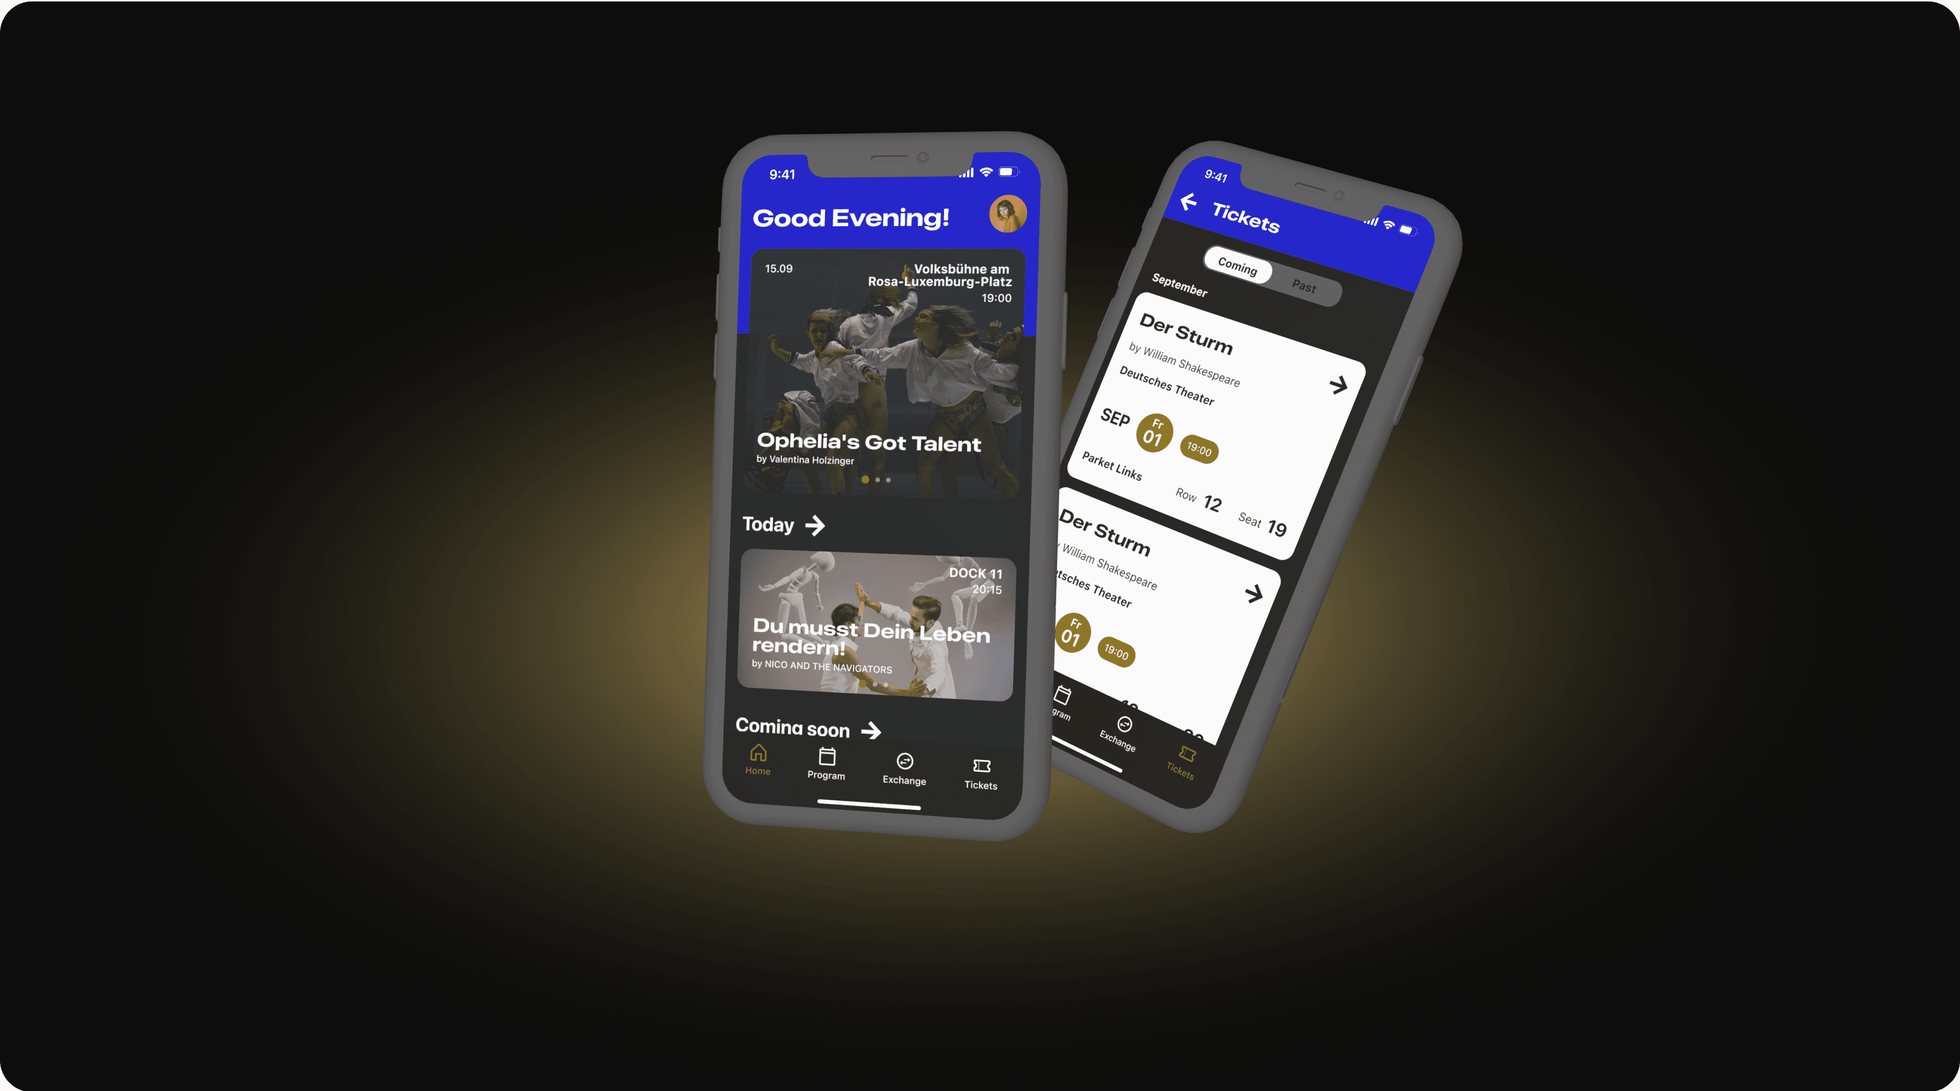 9:41
Good Evening!
15.09
Volksbühne am
Rosa-Luxemburg-Platz
19:00
Ophelia's Got Talent
by Valentina Holzinger
Today
DOCK 11
20:15
Du musst Dein Leben
rendern!
by NICO AND THE NAVIGATORS
Coming soon
Home
Program
Exchange
Tickets
9:41
Tickets
Coming
Past
September
Der Sturm
by William Shakespeare
Deutsches Theater
SEP
Fr
01
19:00
Parket Links
Row 12
Seat 19
Der Sturm
y William Shakespeare
tsches Theater
Fr
01
19:00
gram
Exchange
Tickets